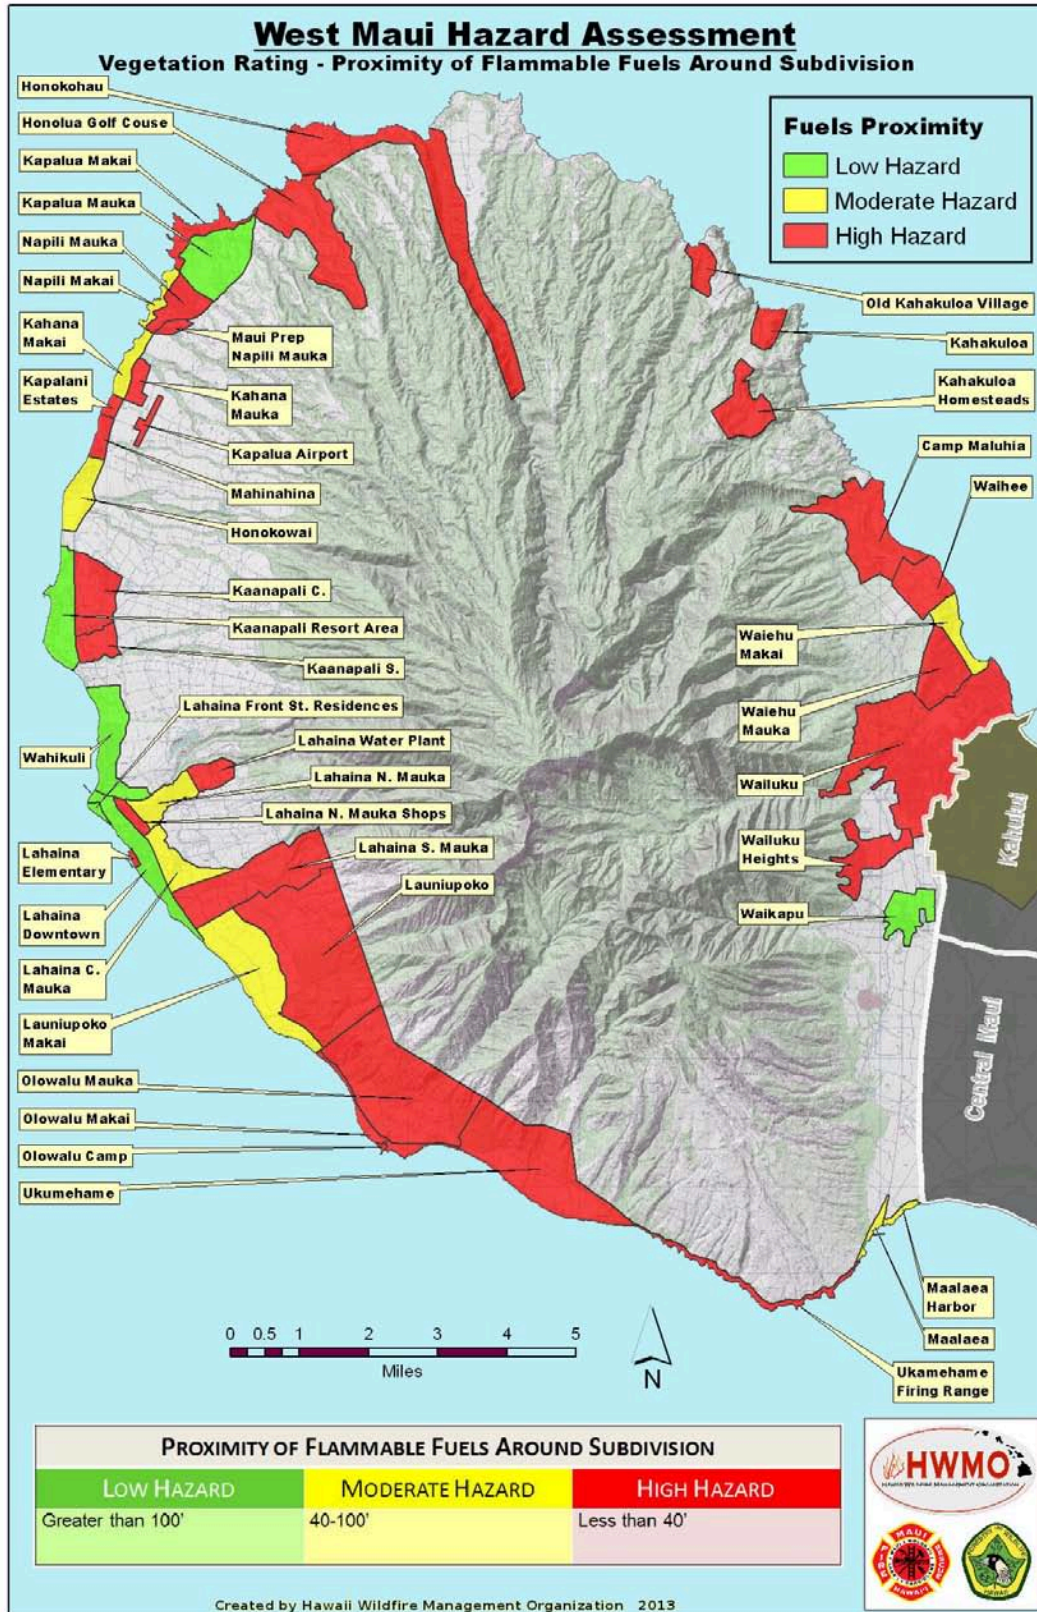 West Maui Hazard Assessment
Vegetation Rating - Proximity of Flammable Fuels Around Subdivision
Honokohau
Honolua Golf Couse
Kapalua Makai
Kapalua Mauka
Napili Mauka
Napili Makai
Kahana
Makai
Kapalani
Estates
Fuels Proximity
Low Hazard
Moderate Hazard
High Hazard
Old Kahakuloa Village
Kahakuloa
Kahakuloa
Homesteads
Camp Maluhia
Waihee
Maui Prep
Napili Mauka
Kahana
Mauka
Kapalua Airport
Mahinahina
Honokowai
Kaanapali C.
Kaanapali Resort Area
Kaanapali S.
Lahaina Front St. Residences
Wahikuli
Lahaina Water Plant
Lahaina N. Mauka
Lahaina N. Mauka Shops
Lahaina S. Mauka
Launiupoko
Waiehu
Makai
Waiehu
Mauka
Wailuku
Wailuku
Heights
Waikapu
Kahului
Central Maui
Lahaina
Elementary
Lahaina
Downtown
Lahaina C.
Mauka
Launiupoko
Makai
Olowalu Mauka
Olowalu Makai
Olowalu Camp
Ukumehame
Maalaea
Harbor
Maalaea
Ukamehame
Firing Range
0 0.5 1 2 3 4 5
Miles
N
PROXIMITY OF FLAMMABLE FUELS AROUND SUBDIVISION
LOW HAZARD MODERATE HAZARD HIGH HAZARD
Greater than 100' 40-100' Less than 40'
HWMO
MAUI
FIRE
HAWAII
HAWAII
Created by Hawaii Wildfire Management Organization 2013